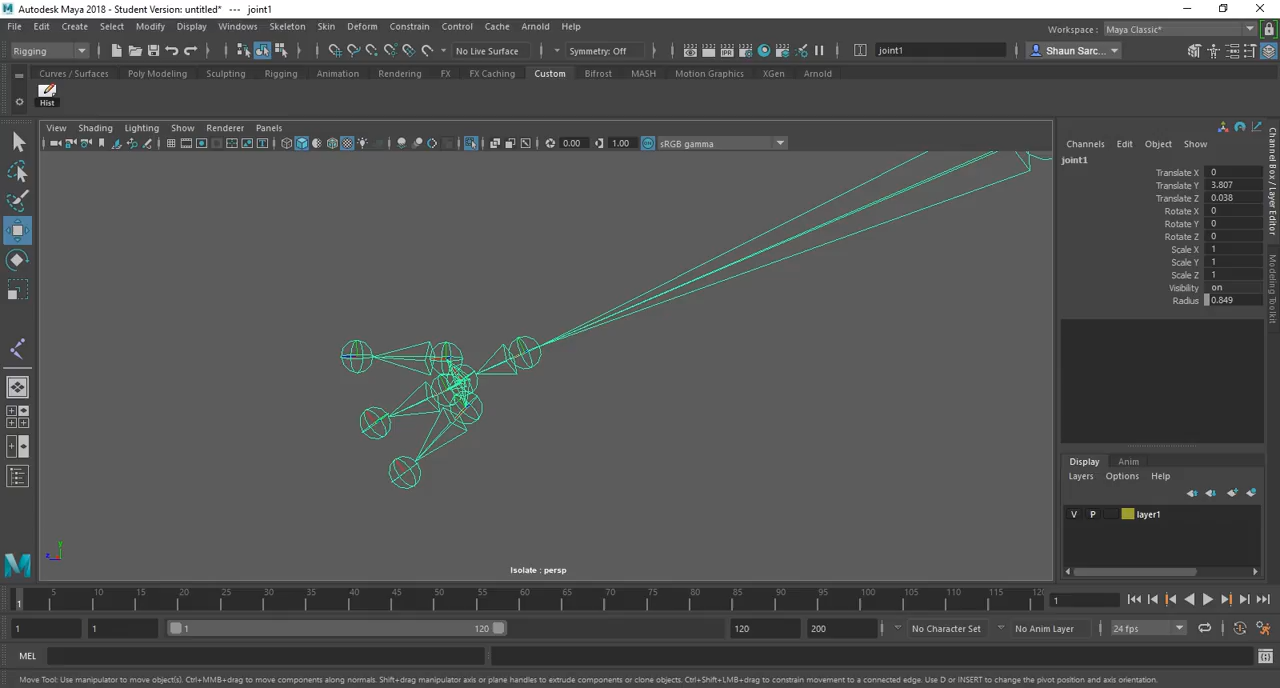 Autodesk Maya 2018 - Student Version: untitled*   ---   joint1
File Edit Create Select Modify Display Windows Skeleton Skin Deform Constrain Control Cache Arnold Help
Workspace : Maya Classic*
Rigging No Live Surface Symmetry: Off joint1 Shaun Sarc...
Curves / Surfaces Poly Modeling Sculpting Rigging Animation Rendering FX FX Caching Custom Bifrost MASH Motion Graphics XGen Arnold
Hist
View Shading Lighting Show Renderer Panels
0.00 1.00 sRGB gamma
Channels Edit Object Show
joint1
Translate X 0
Translate Y 3.807
Translate Z 0.038
Rotate X 0
Rotate Y 0
Rotate Z 0
Scale X 1
Scale Y 1
Scale Z 1
Visibility on
Radius 0.849
Channel Box / Layer Editor
Modeling Toolkit
Display Anim
Layers Options Help
V P layer1
y
z
Isolate : persp
5 10 15 20 25 30 35 40 45 50 55 60 65 70 75 80 85 90 95 100 105 110 115 120
1 1
1 1 1 120 120 200 No Character Set No Anim Layer 24 fps
MEL
Move Tool: Use manipulator to move object(s). Ctrl+MMB+drag to move components along normals. Shift+drag manipulator axis or plane handles to extrude components or clone objects. Ctrl+Shift+LMB+drag to constrain movement to a connected edge. Use D or INSERT to change the pivot position and axis orientation.